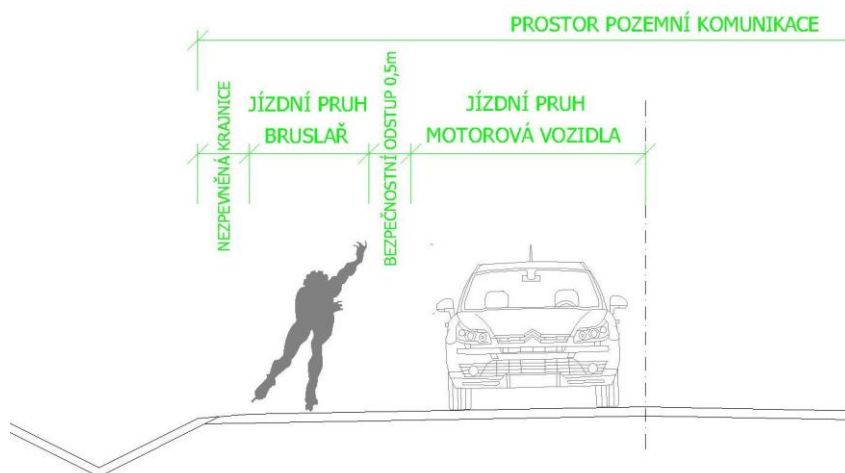 PROSTOR POZEMNÍ KOMUNIKACE
NEZPEVNĚNÁ KRAJNICE
JÍZDNÍ PRUH
BRUSLAŘ
BEZPEČNOSTNÍ ODSTUP 0,5m
JÍZDNÍ PRUH
MOTOROVÁ VOZIDLA